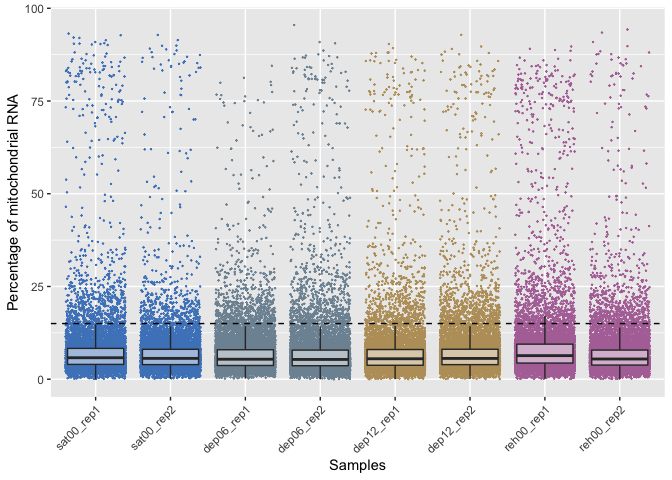 Percentage of mitochondrial RNA
100
75
50
25
0
sat00_rep1
sat00_rep2
dep06_rep1
dep06_rep2
dep12_rep1
dep12_rep2
reh00_rep1
reh00_rep2
Samples